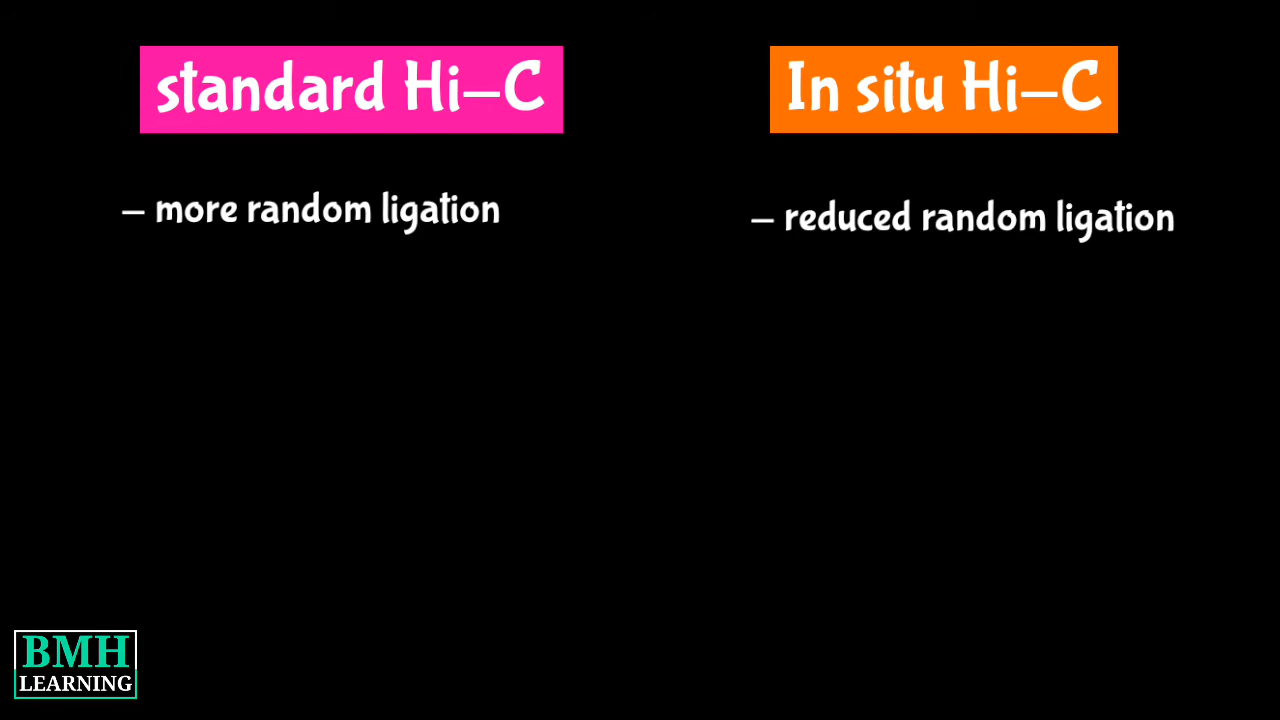 standard Hi-C
In situ Hi-C
– more random ligation
– reduced random ligation
BMH
LEARNING